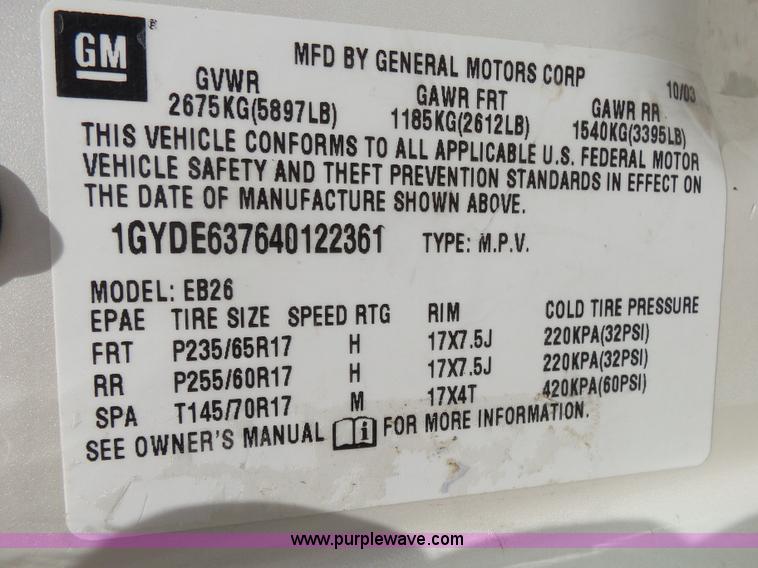 GM ®
MFD BY GENERAL MOTORS CORP
10/03
GVWR GAWR FRT GAWR RR
2675KG(5897LB) 1185KG(2612LB) 1540KG(3395LB)
THIS VEHICLE CONFORMS TO ALL APPLICABLE U.S. FEDERAL MOTOR
VEHICLE SAFETY AND THEFT PREVENTION STANDARDS IN EFFECT ON
THE DATE OF MANUFACTURE SHOWN ABOVE.
1GYDE637640122361 TYPE: M.P.V.
MODEL: EB26
EPAE TIRE SIZE SPEED RTG RIM COLD TIRE PRESSURE
FRT P235/65R17 H 17X7.5J 220KPA(32PSI)
RR P255/60R17 H 17X7.5J 220KPA(32PSI)
SPA T145/70R17 M 17X4T 420KPA(60PSI)
SEE OWNER'S MANUAL i FOR MORE INFORMATION.
www.purplewave.com